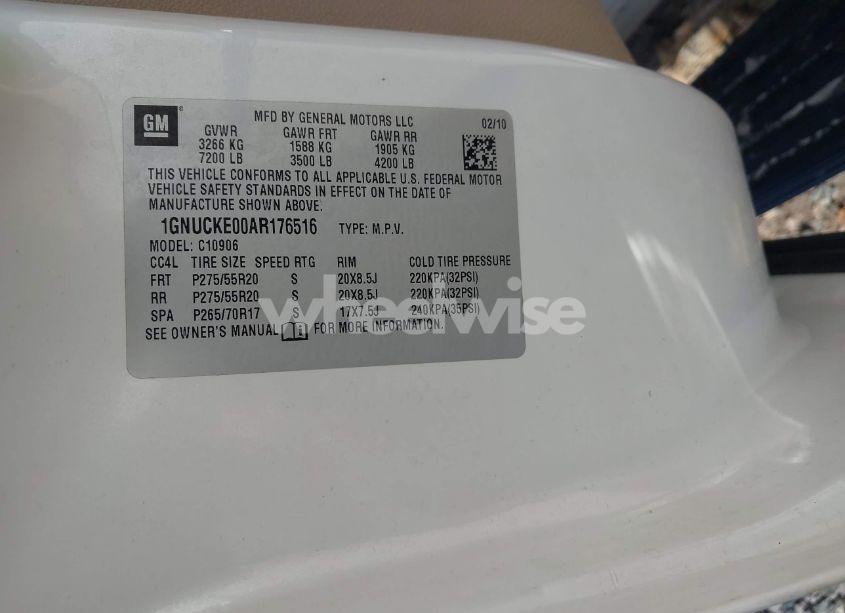 GM
MFD BY GENERAL MOTORS LLC
02/10
GVWR GAWR FRT GAWR RR
3266 KG 1588 KG 1905 KG
7200 LB 3500 LB 4200 LB
THIS VEHICLE CONFORMS TO ALL APPLICABLE U.S. FEDERAL MOTOR
VEHICLE SAFETY STANDARDS IN EFFECT ON THE DATE OF
MANUFACTURE SHOWN ABOVE.
1GNUCKE00AR176516 TYPE: M.P.V.
MODEL: C10906
CC4L TIRE SIZE SPEED RTG RIM COLD TIRE PRESSURE
FRT P275/55R20 S 20X8.5J 220KPA(32PSI)
RR P275/55R20 S 20X8.5J 220KPA(32PSI)
SPA P265/70R17 S 17X7.5J 240KPA(35PSI)
SEE OWNER'S MANUAL FOR MORE INFORMATION.
wheelwise